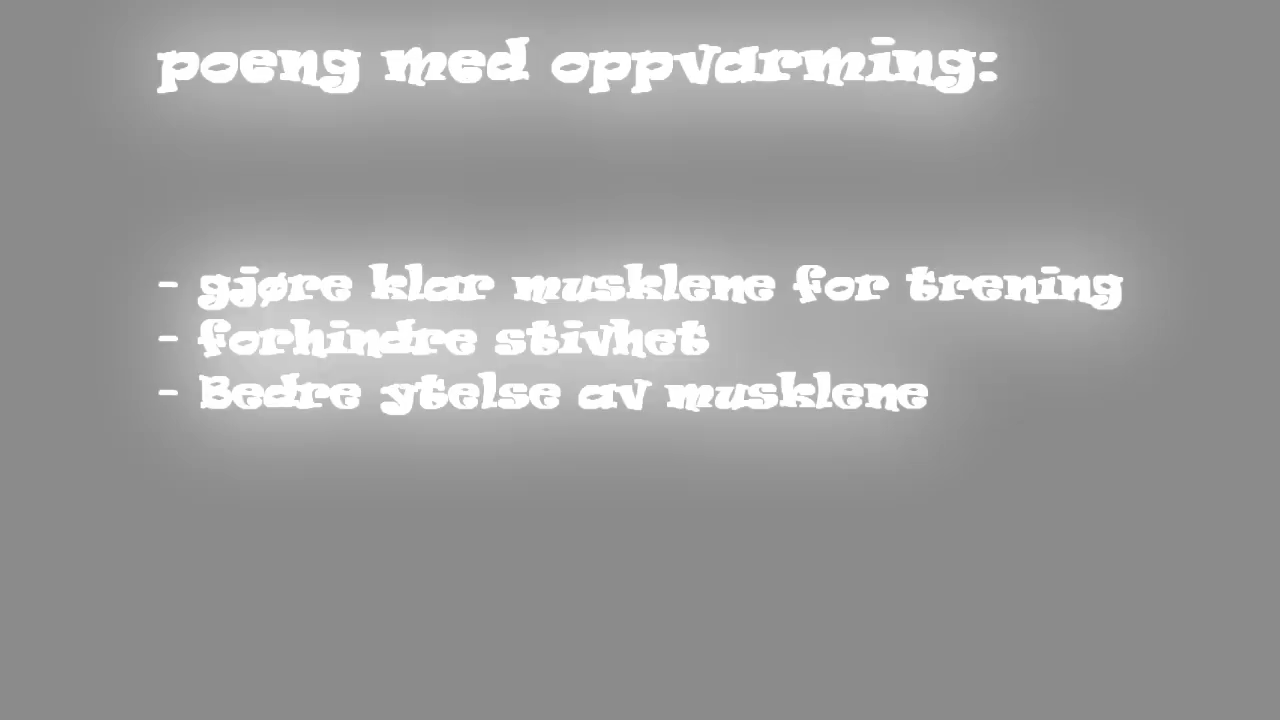 poeng med oppvarming:
- gjøre klar musklene for trening
- forhindre stivhet
- Bedre ytelse av musklene